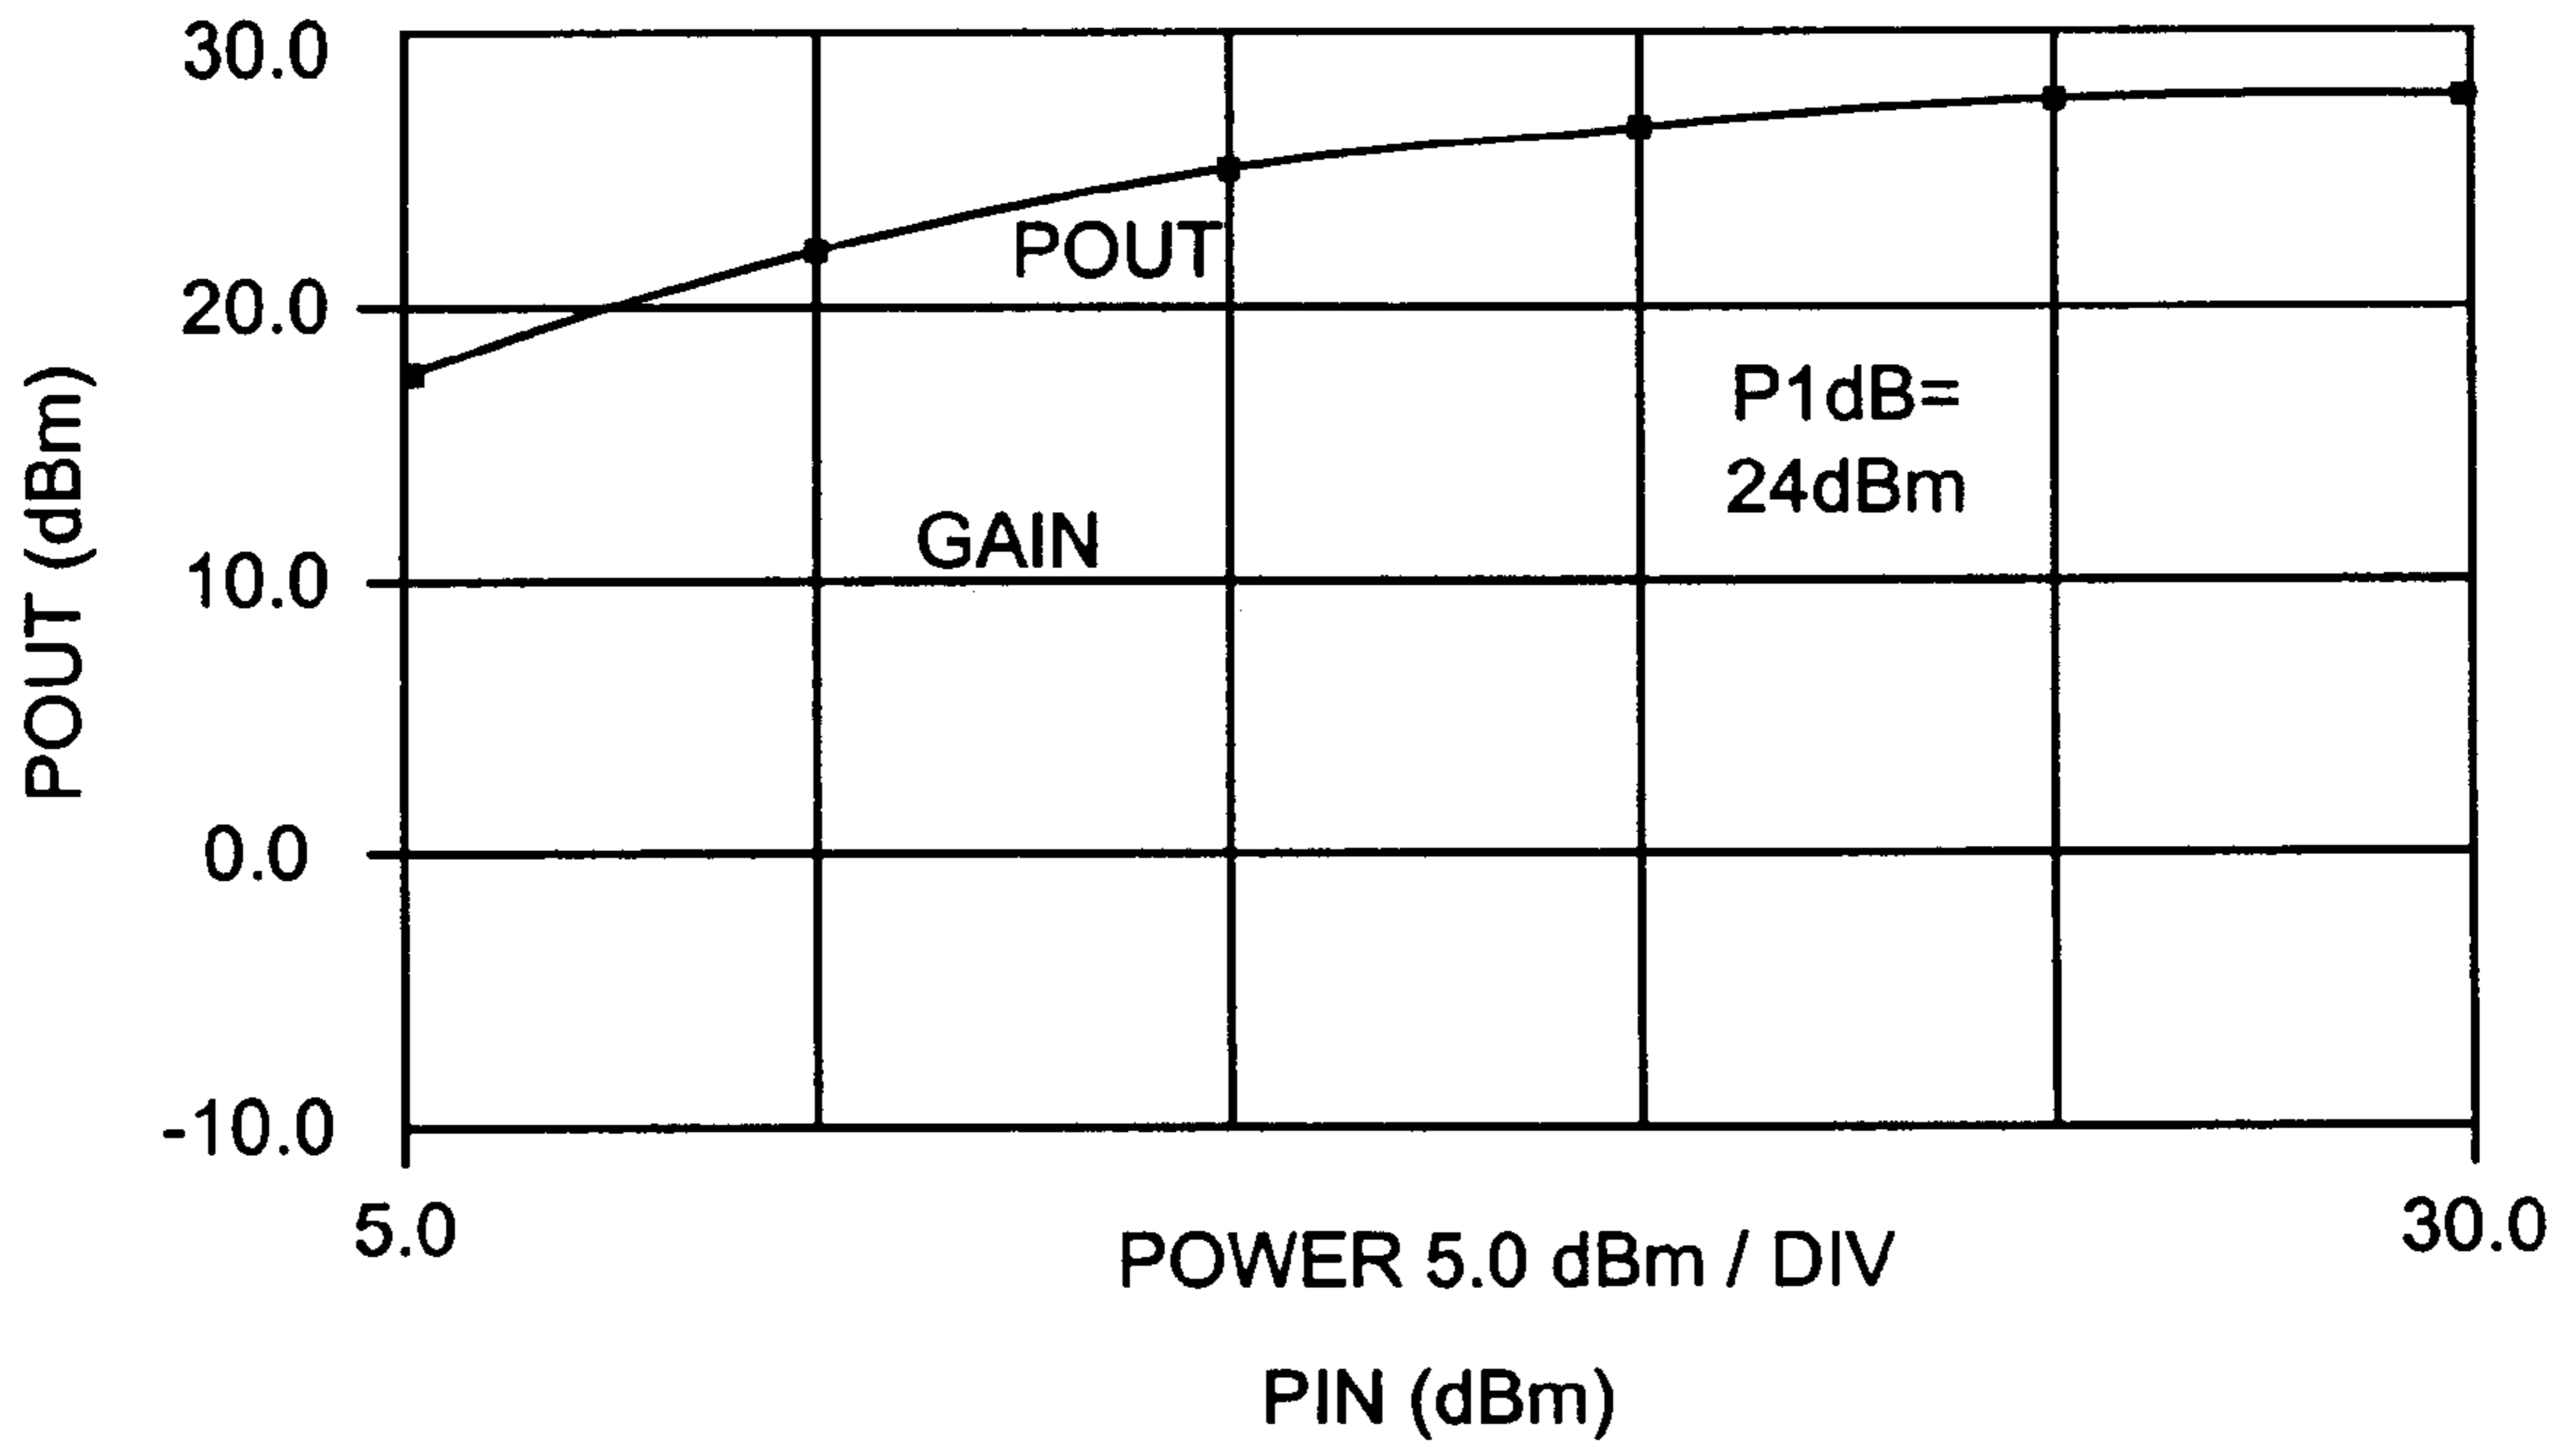 30.0
POUT
20.0
P1dB=
24dBm
GAIN
10.0
POUT (dBm)
0.0
-10.0
5.0
30.0
POWER 5.0 dBm / DIV
PIN (dBm)